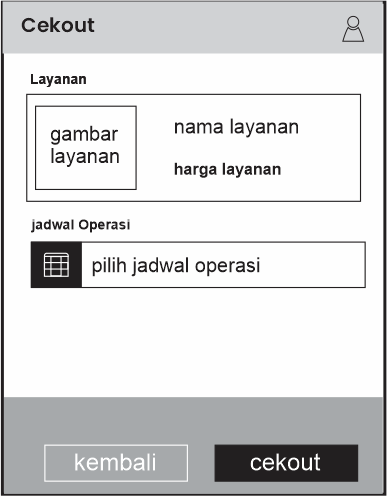 Cekout
Layanan
gambar
layanan
nama layanan
harga layanan
jadwal Operasi
pilih jadwal operasi
kembali
cekout